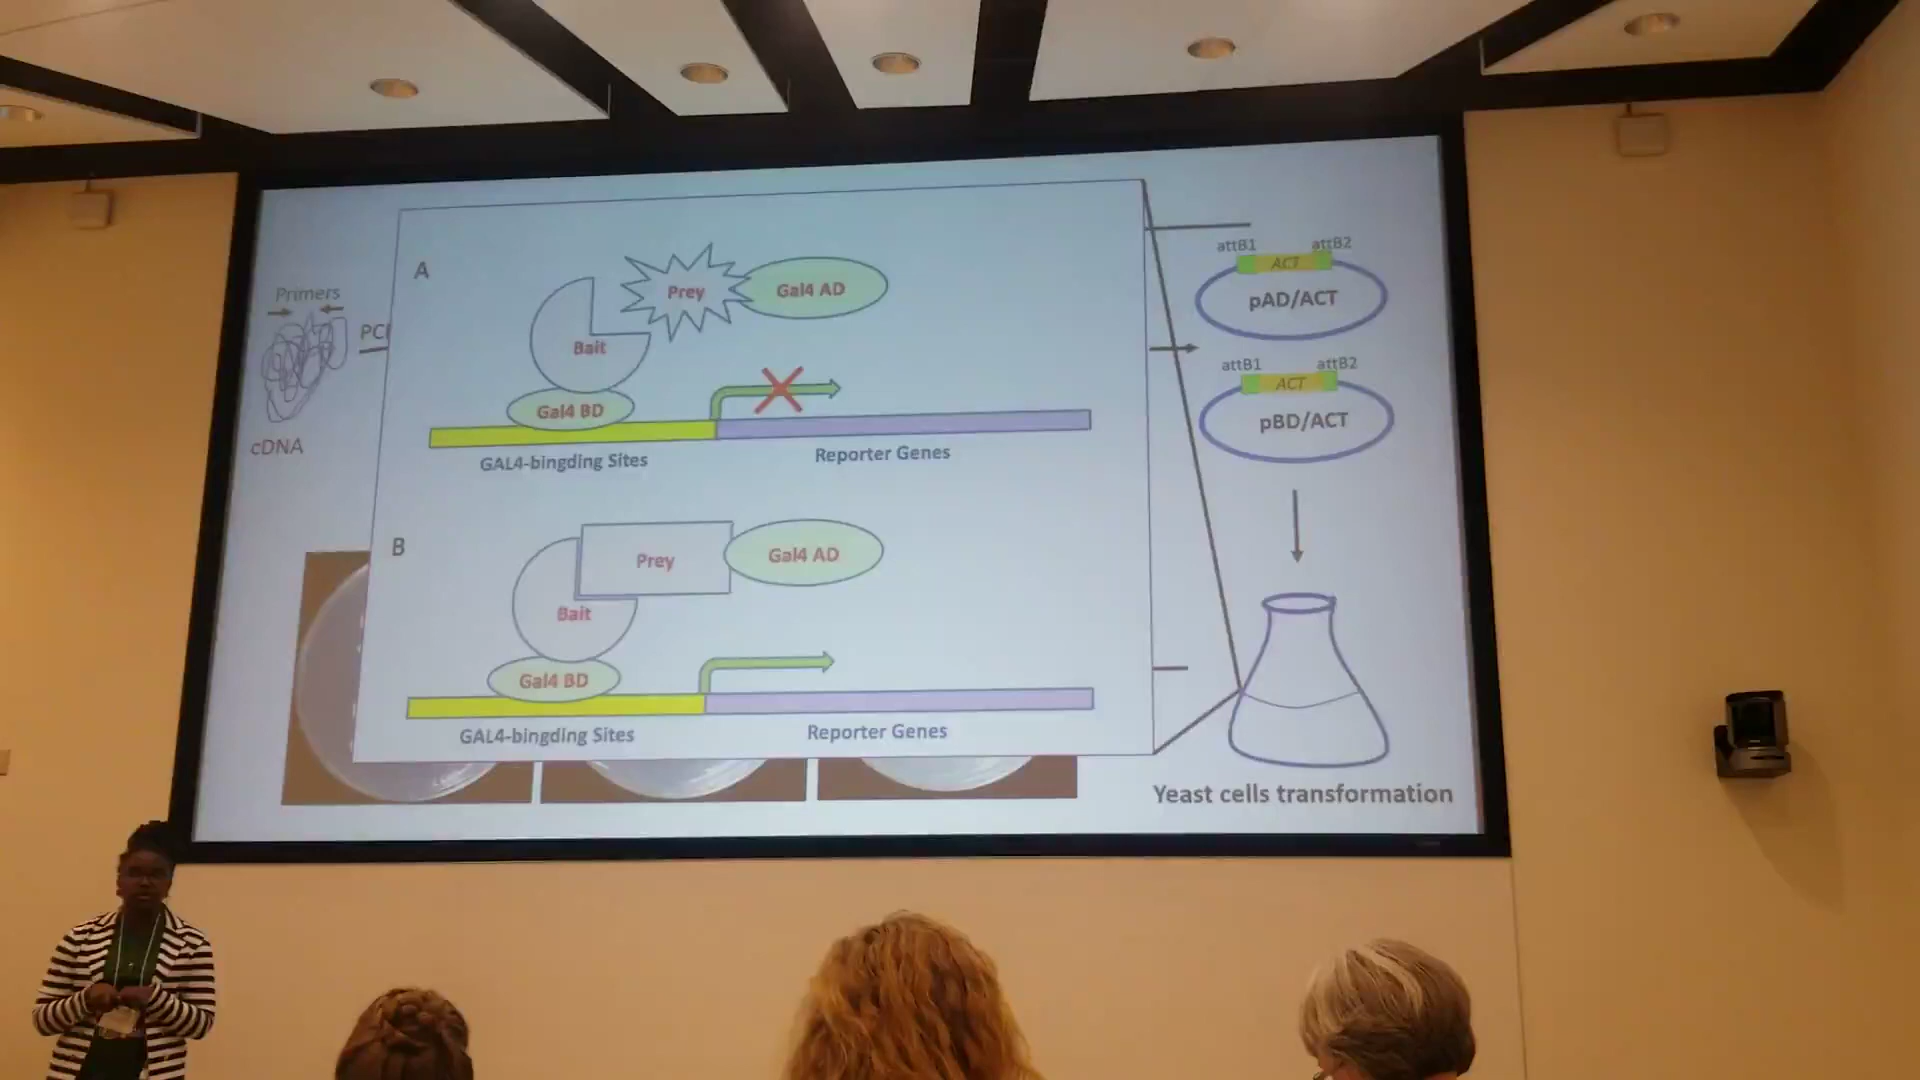 Primers
cDNA
PC
A
Prey
Gal4 AD
Bait
Gal4 BD
GAL4-bingding Sites
Reporter Genes
B
Prey
Gal4 AD
Bait
Gal4 BD
GAL4-bingding Sites
Reporter Genes
attB1
attB2
ACT
pAD/ACT
attB1
attB2
ACT
pBD/ACT
Yeast cells transformation